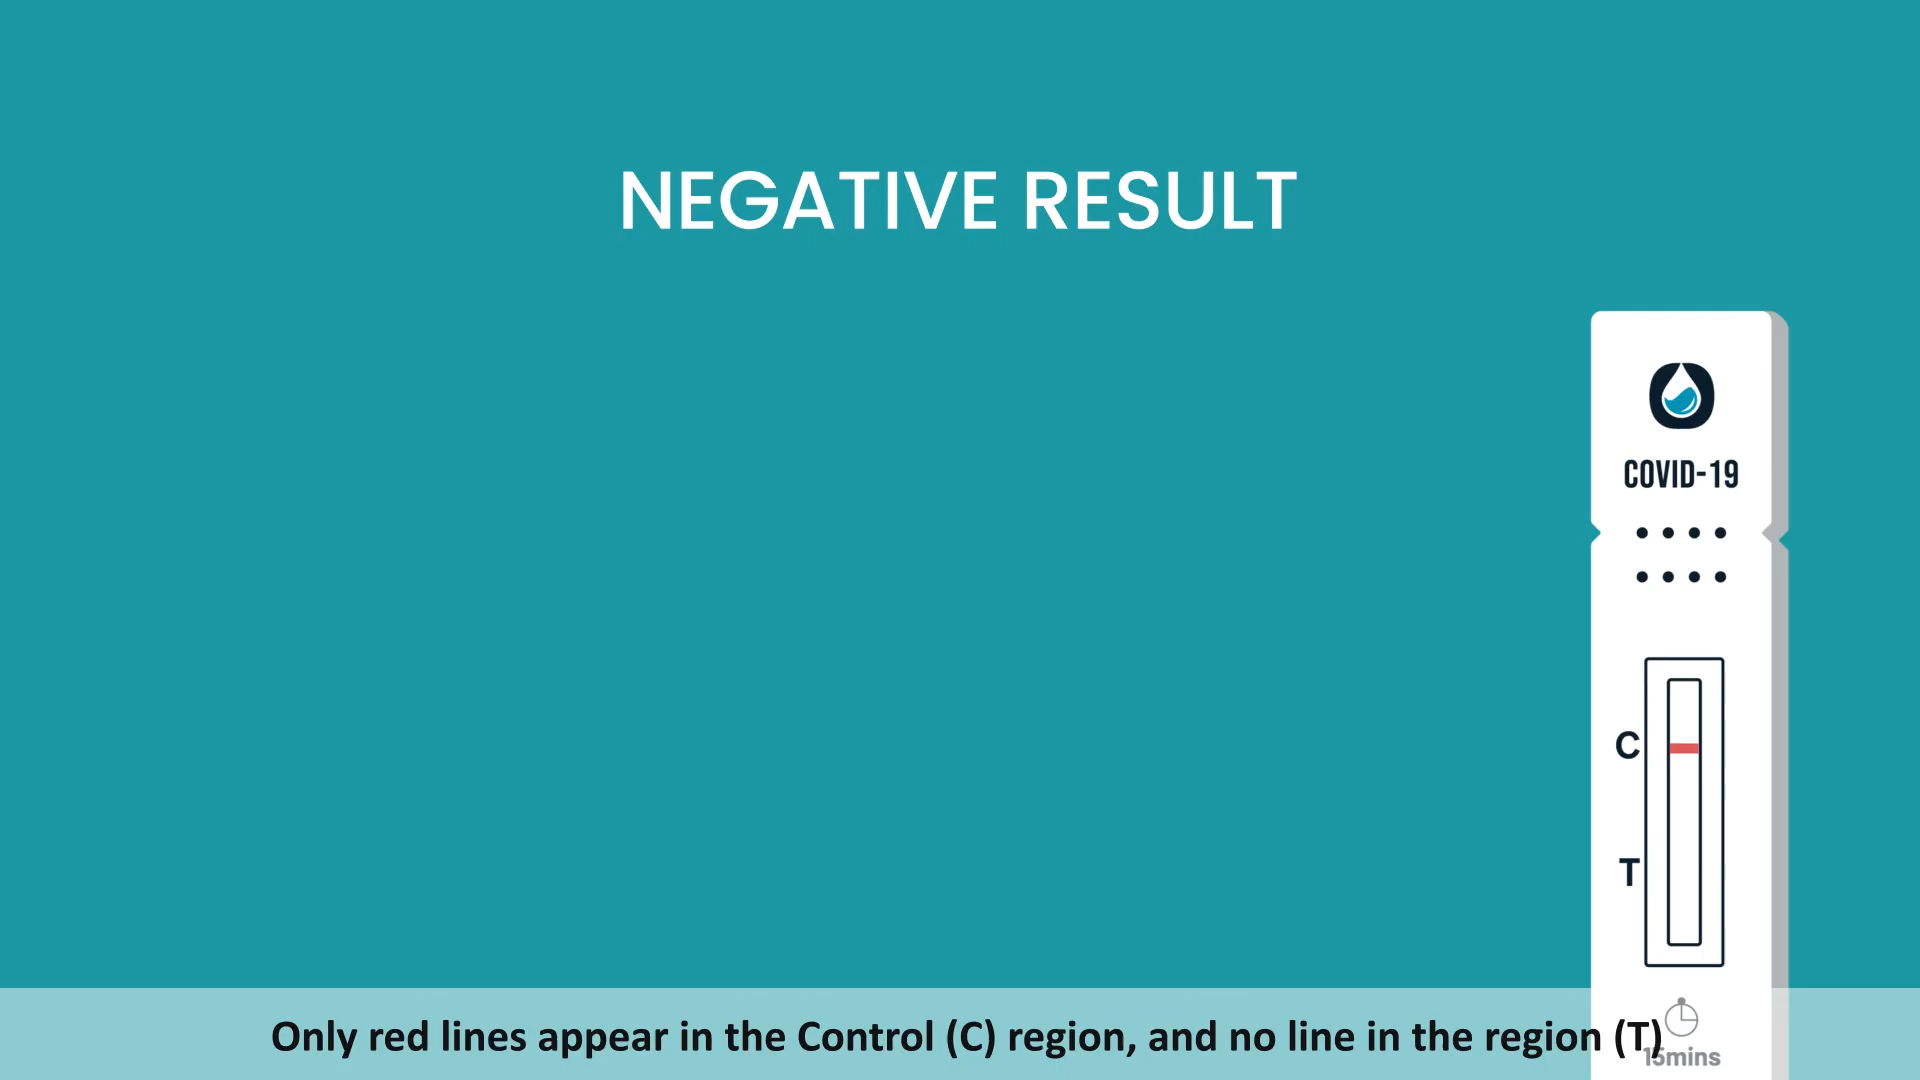 NEGATIVE RESULT
COVID-19
C
T
Only red lines appear in the Control (C) region, and no line in the region (T)
15mins